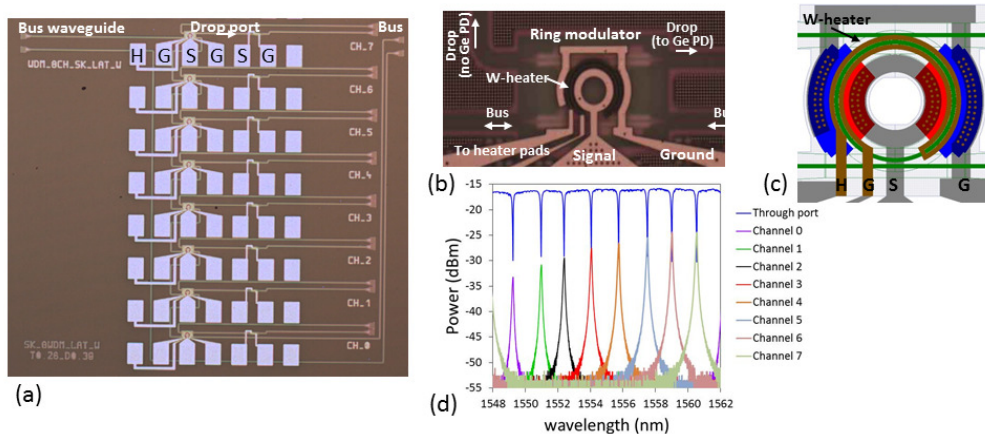 Bus waveguide
Drop port
Bus
H G S G S G
CH_7
WDM_8CH_SK_LAT_W
CH_6
CH_5
CH_4
CH_3
CH_2
CH_1
CH_0
SK_8WDM_LAT_W
(a)
Drop
(no Ge PD)
Ring modulator
Drop
(to Ge PD)
W-heater
Bus
To heater pads
Signal
Ground
(b)
W-heater
H G S G
(c)
-15
-20
-25
-30
-35
-40
-45
-50
-55
Power (dBm)
1548 1550 1552 1554 1556 1558 1560 1562
wavelength (nm)
Through port
Channel 0
Channel 1
Channel 2
Channel 3
Channel 4
Channel 5
Channel 6
Channel 7
(d)